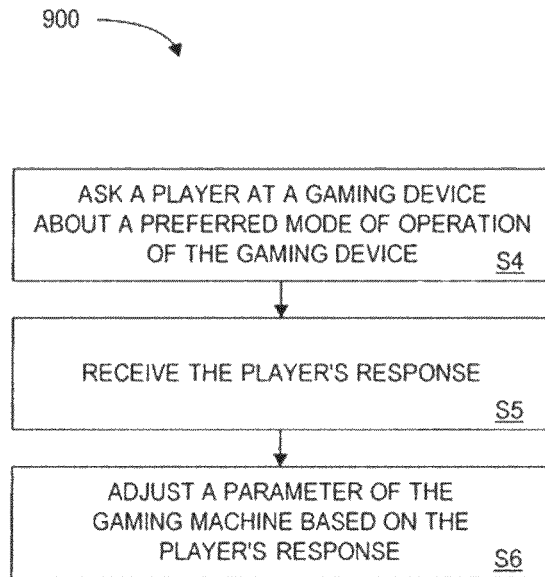 900
ASK A PLAYER AT A GAMING DEVICE
ABOUT A PREFERRED MODE OF OPERATION
OF THE GAMING DEVICE
S4
RECEIVE THE PLAYER'S RESPONSE
S5
ADJUST A PARAMETER OF THE
GAMING MACHINE BASED ON THE
PLAYER'S RESPONSE
S6